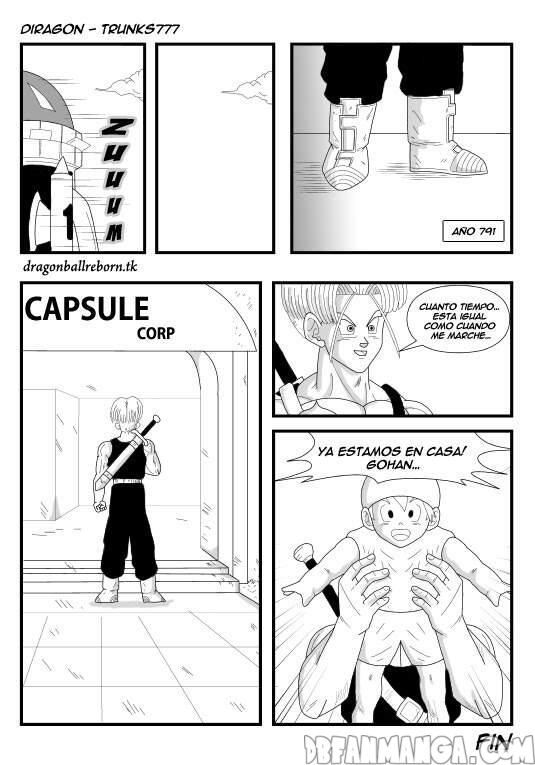 DIRAGON - TRUNKS777
ZUUUM
1
AÑO 791
dragonballreborn.tk
CAPSULE
CORP
CUANTO TIEMPO...
ESTA IGUAL
COMO CUANDO
ME MARCHE...
YA ESTAMOS EN CASA!
GOHAN...
FIN
DBFANMANGA.COM